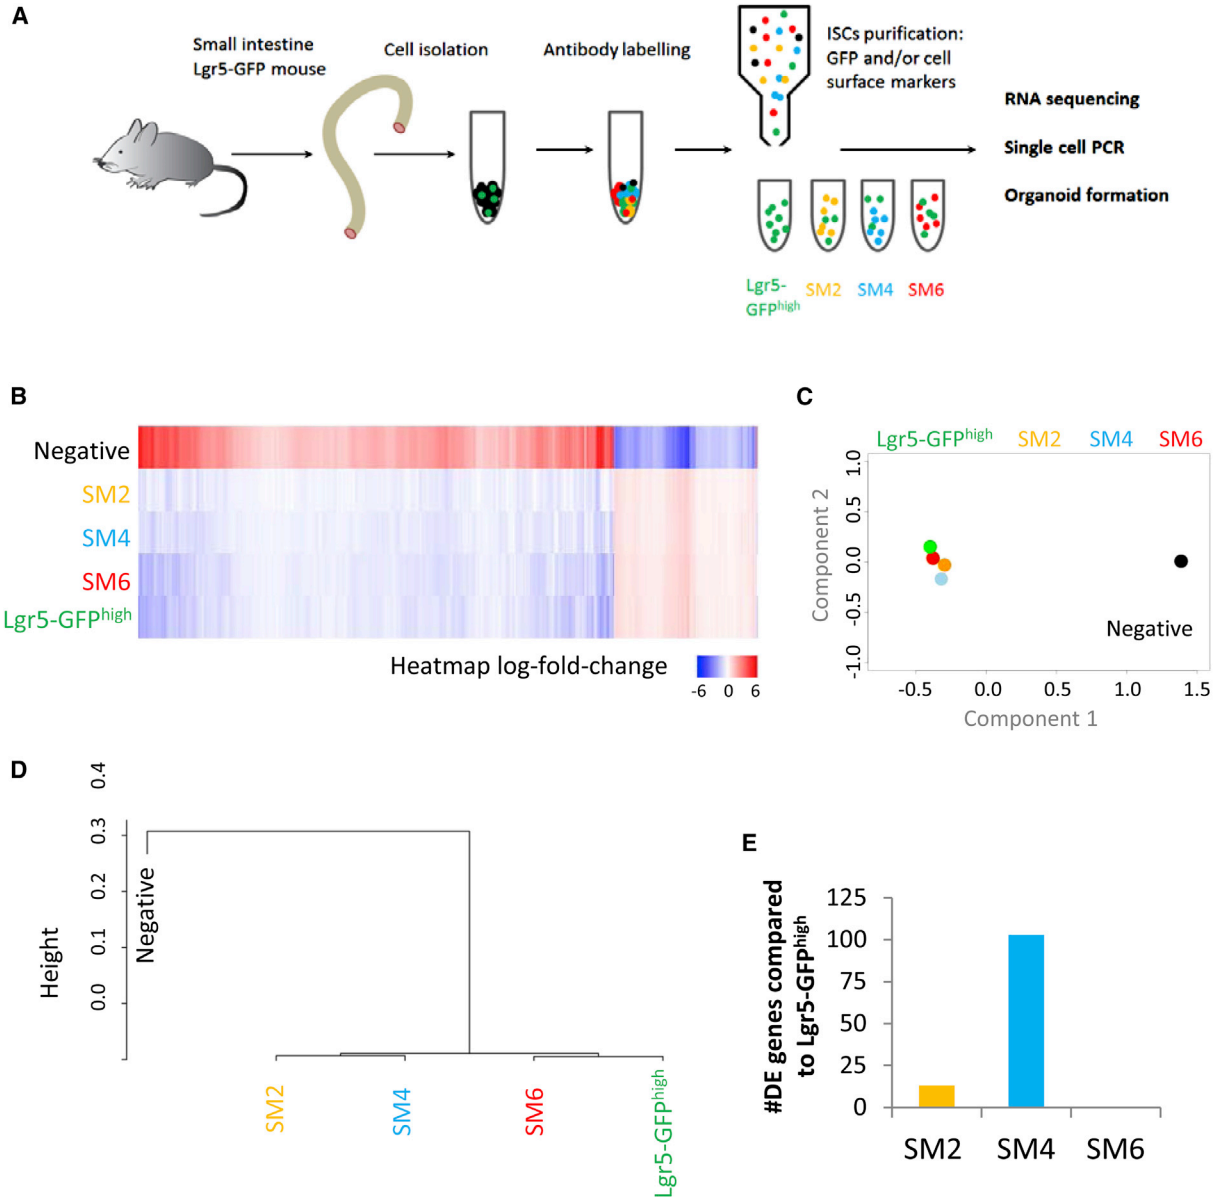 A
Small intestine
Lgr5-GFP mouse
Cell isolation
Antibody labelling
ISCs purification:
GFP and/or cell
surface markers
RNA sequencing
Single cell PCR
Organoid formation
Lgr5-
GFPhigh
SM2
SM4
SM6
B
Negative
SM2
SM4
SM6
Lgr5-GFPhigh
Heatmap log-fold-change
-6 0 6
C
Lgr5-GFPhigh SM2 SM4 SM6
Component 2
1.0
0.5
0.0
-0.5
-1.0
Negative
-0.5 0.0 0.5 1.0 1.5
Component 1
D
Height
0.4
0.3
0.2
0.1
0.0
Negative
SM2
SM4
SM6
Lgr5-GFPhigh
E
#DE genes compared
to Lgr5-GFPhigh
125
100
75
50
25
0
SM2 SM4 SM6